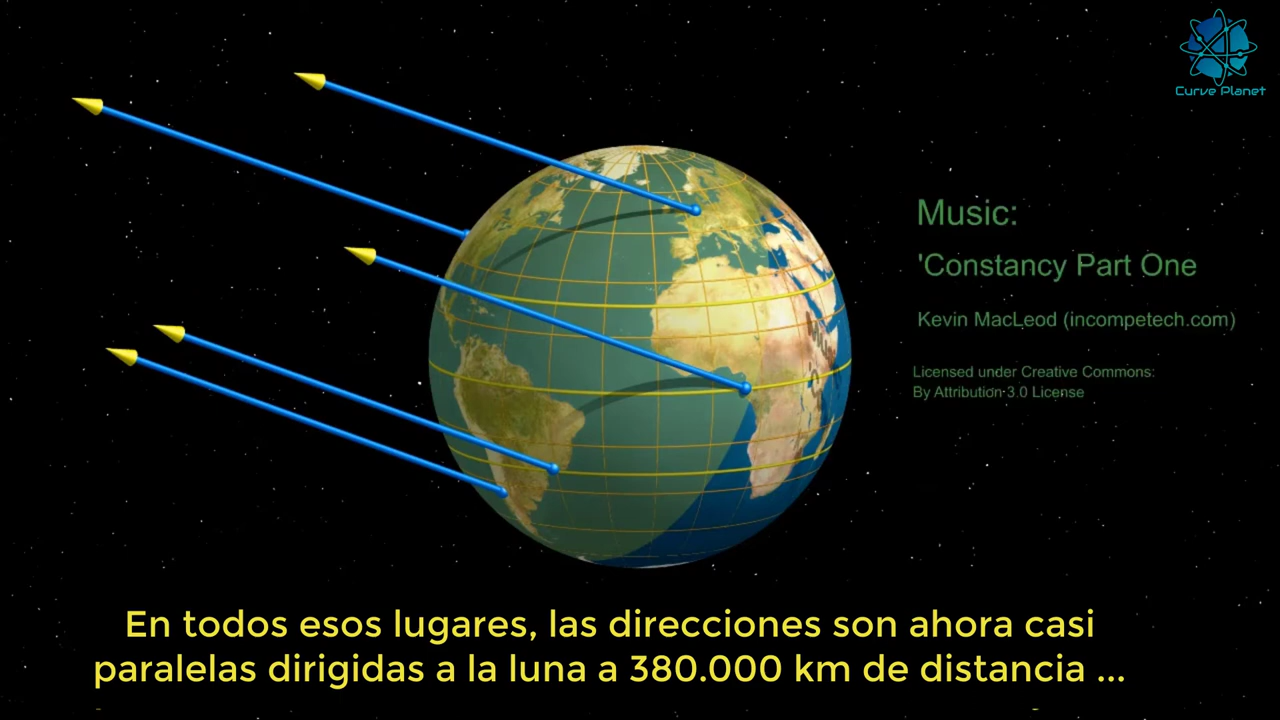 Curve Planet
Music:
'Constancy Part One
Kevin MacLeod (incompetech.com)
Licensed under Creative Commons:
By Attribution 3.0 License
En todos esos lugares, las direcciones son ahora casi
paralelas dirigidas a la luna a 380.000 km de distancia ...